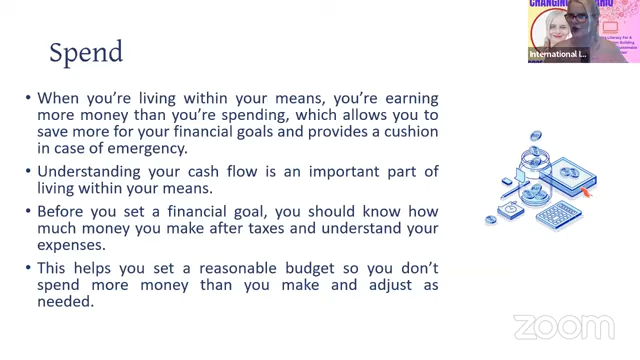 Spend
• When you're living within your means, you're earning
more money than you're spending, which allows you to
save more for your financial goals and provides a cushion
in case of emergency.
• Understanding your cash flow is an important part of
living within your means.
• Before you set a financial goal, you should know how
much money you make after taxes and understand your
expenses.
• This helps you set a reasonable budget so you don't
spend more money than you make and adjust as
needed.
International I...
zoom